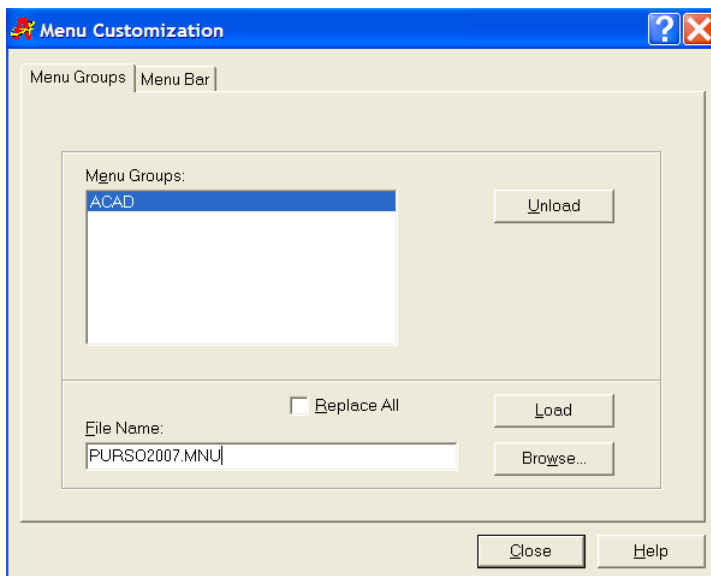 Menu Customization
Menu Groups Menu Bar
Menu Groups:
ACAD
Unload
Replace All
Load
File Name:
PURSO2007.MNU
Browse...
Close Help